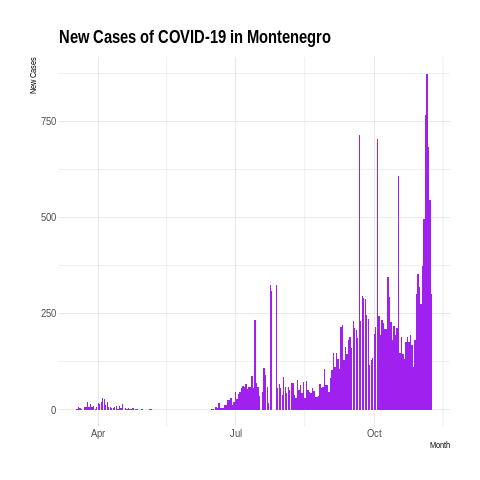 New Cases of COVID-19 in Montenegro
New Cases
750
500
250
0
Apr
Jul
Oct
Month